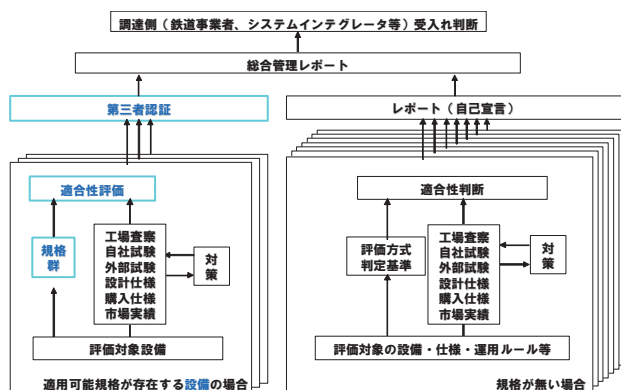 調達側（鉄道事業者、システムインテグレータ等）受入れ判断
総合管理レポート
第三者認証
レポート（自己宣言）
適合性評価
規格
群
工場査察
自社試験
外部試験
設計仕様
購入仕様
市場実績
対
策
評価対象設備
適用可能規格が存在する設備の場合
適合性判断
評価方式
判定基準
工場査察
自社試験
外部試験
設計仕様
購入仕様
市場実績
対
策
評価対象の設備・仕様・運用ルール等
規格が無い場合